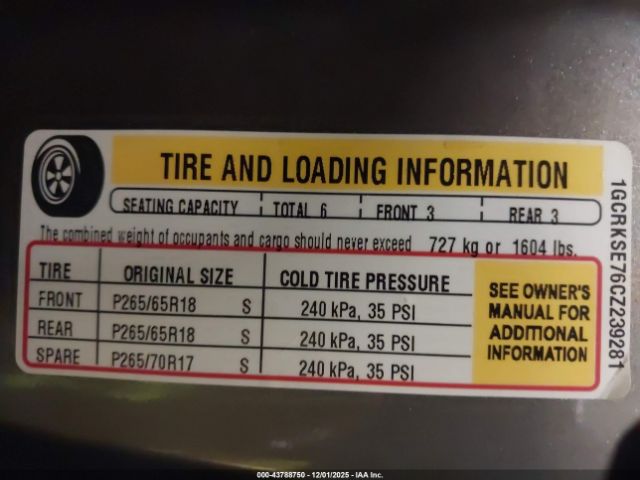 TIRE AND LOADING INFORMATION
SEATING CAPACITY TOTAL 6 FRONT 3 REAR 3
The combined weight of occupants and cargo should never exceed 727 kg or 1604 lbs.
TIRE ORIGINAL SIZE COLD TIRE PRESSURE
FRONT P265/65R18 S 240 kPa, 35 PSI
REAR P265/65R18 S 240 kPa, 35 PSI
SPARE P265/70R17 S 240 kPa, 35 PSI
SEE OWNER'S
MANUAL FOR
ADDITIONAL
INFORMATION
1GCRKSE76CZ239281
000-43788750 - 12/01/2025 - IAA Inc.